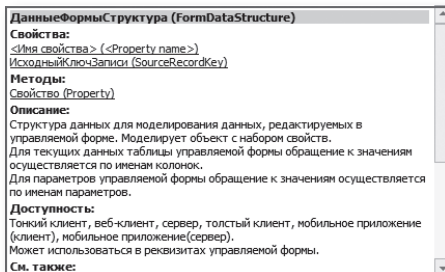 ДанныеФормыСтруктура (FormDataStructure)
Свойства:
<Имя свойства> (<Property name>)
ИсходныйКлючЗаписи (SourceRecordKey)
Методы:
Свойство (Property)
Описание:
Структура данных для моделирования данных, редактируемых в
управляемой форме. Моделирует объект с набором свойств.
Для текущих данных таблицы управляемой формы обращение к значениям
осуществляется по именам колонок.
Для параметров управляемой формы обращение к значениям осуществляется
по именам параметров.
Доступность:
Тонкий клиент, веб-клиент, сервер, толстый клиент, мобильное приложение
(клиент), мобильное приложение(сервер).
Может использоваться в реквизитах управляемой формы.
См. также: